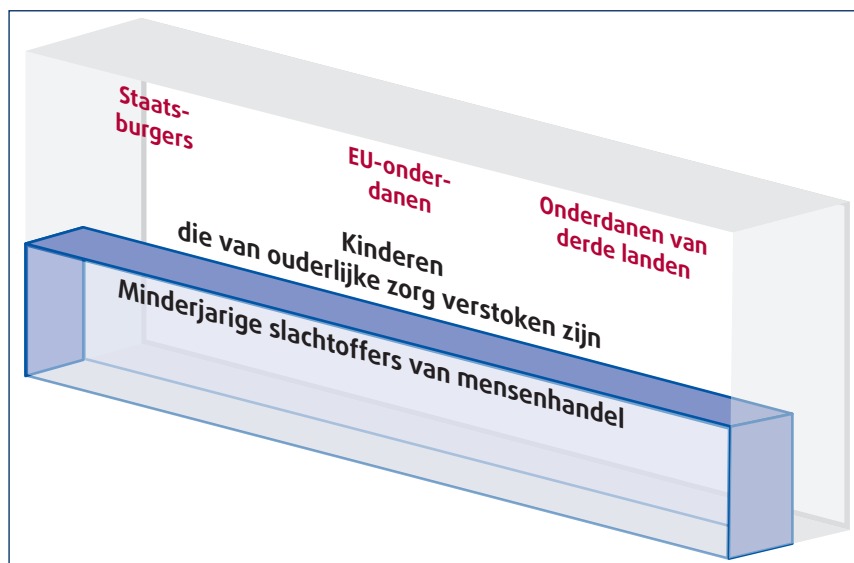 Staats-
burgers
EU-onder-
danen
Onderdanen van
derde landen
Kinderen
die van ouderlijke zorg verstoken zijn
Minderjarige slachtoffers van mensenhandel